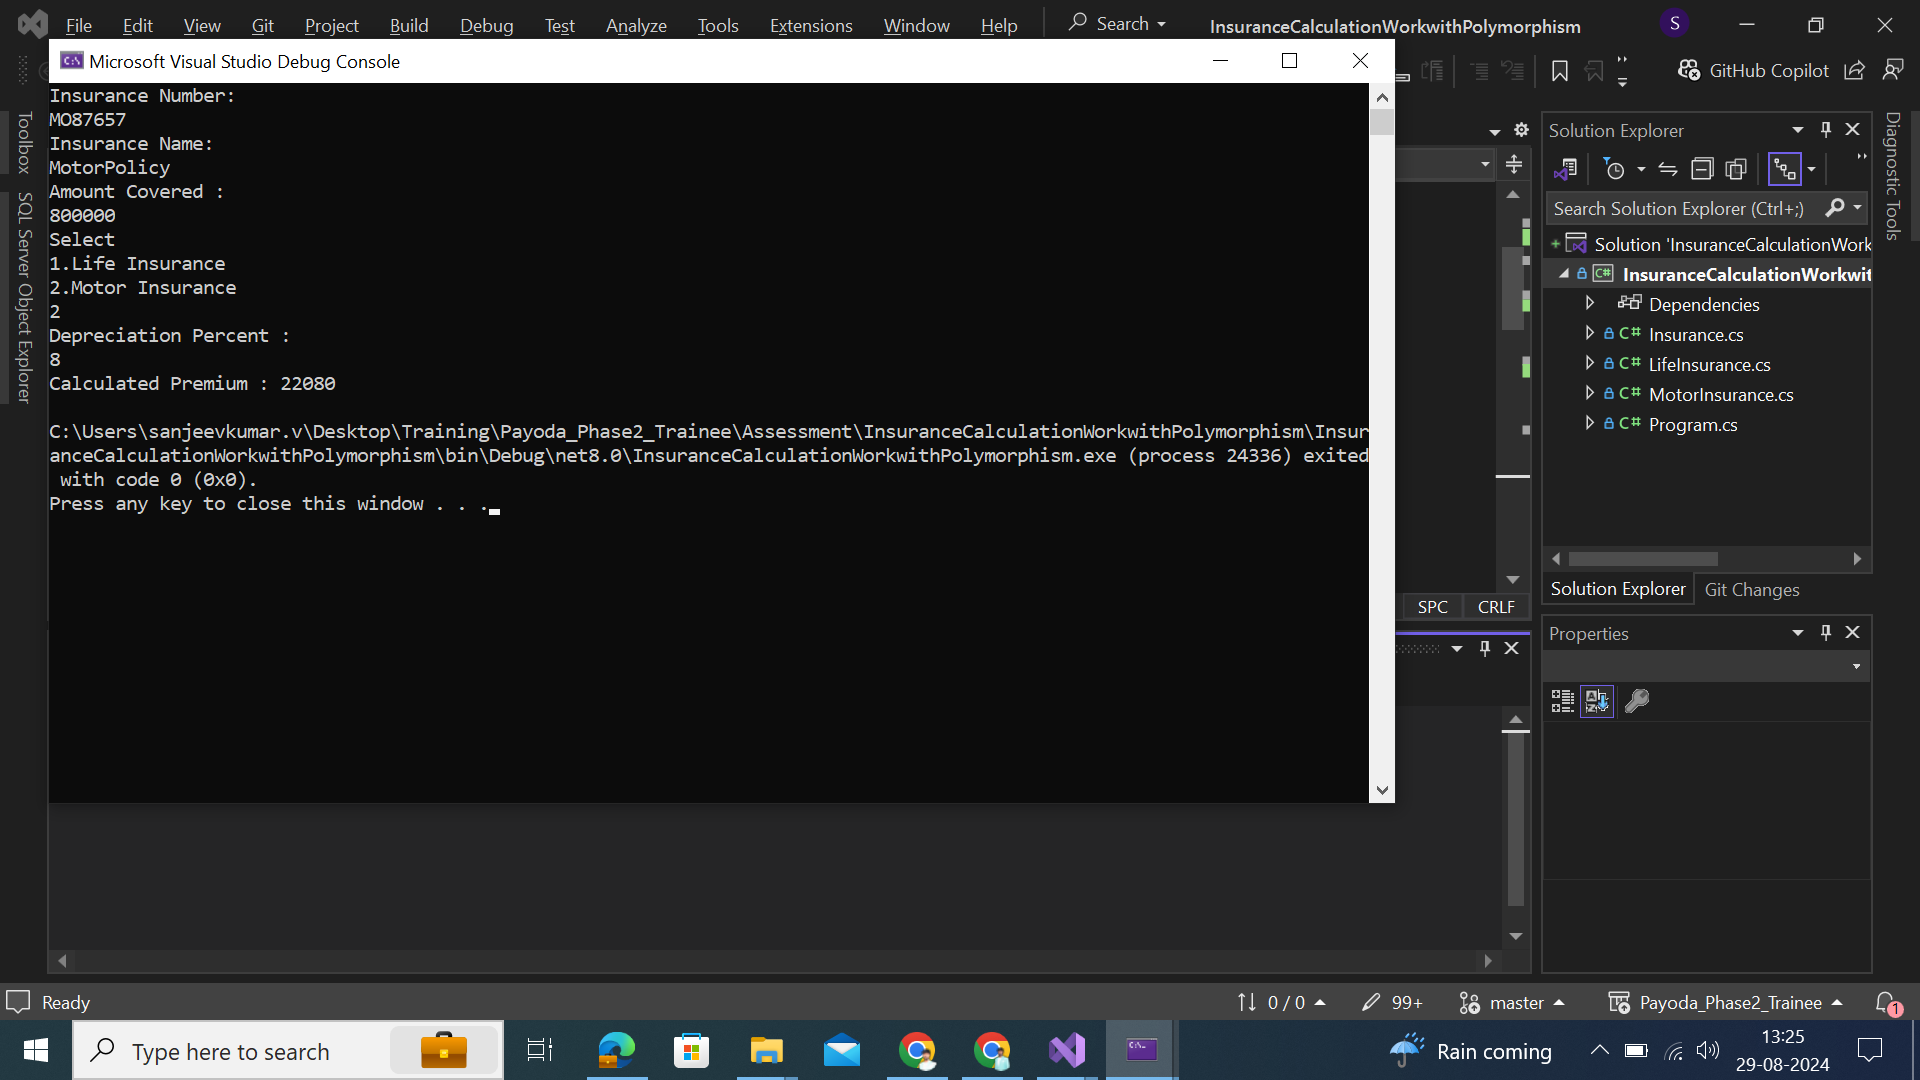 File Edit View Git Project Build Debug Test Analyze Tools Extensions Window Help Search InsuranceCalculationWorkwithPolymorphism S
Microsoft Visual Studio Debug Console
GitHub Copilot
Insurance Number:
MO87657
Insurance Name:
MotorPolicy
Amount Covered :
800000
Select
1.Life Insurance
2.Motor Insurance
2
Depreciation Percent :
8
Calculated Premium : 22080
C:\Users\sanjeevkumar.v\Desktop\Training\Payoda_Phase2_Trainee\Assessment\InsuranceCalculationWorkwithPolymorphism\Insur
anceCalculationWorkwithPolymorphism\bin\Debug\net8.0\InsuranceCalculationWorkwithPolymorphism.exe (process 24336) exited
with code 0 (0x0).
Press any key to close this window . . .
Toolbox
SQL Server Object Explorer
Solution Explorer
Search Solution Explorer (Ctrl+;)
Solution 'InsuranceCalculationWork
InsuranceCalculationWorkwit
Dependencies
C# Insurance.cs
C# LifeInsurance.cs
C# MotorInsurance.cs
C# Program.cs
Solution Explorer Git Changes
Diagnostic Tools
SPC CRLF
Properties
Ready 0 / 0 99+ master Payoda_Phase2_Trainee 1
Type here to search
Rain coming
13:25
29-08-2024